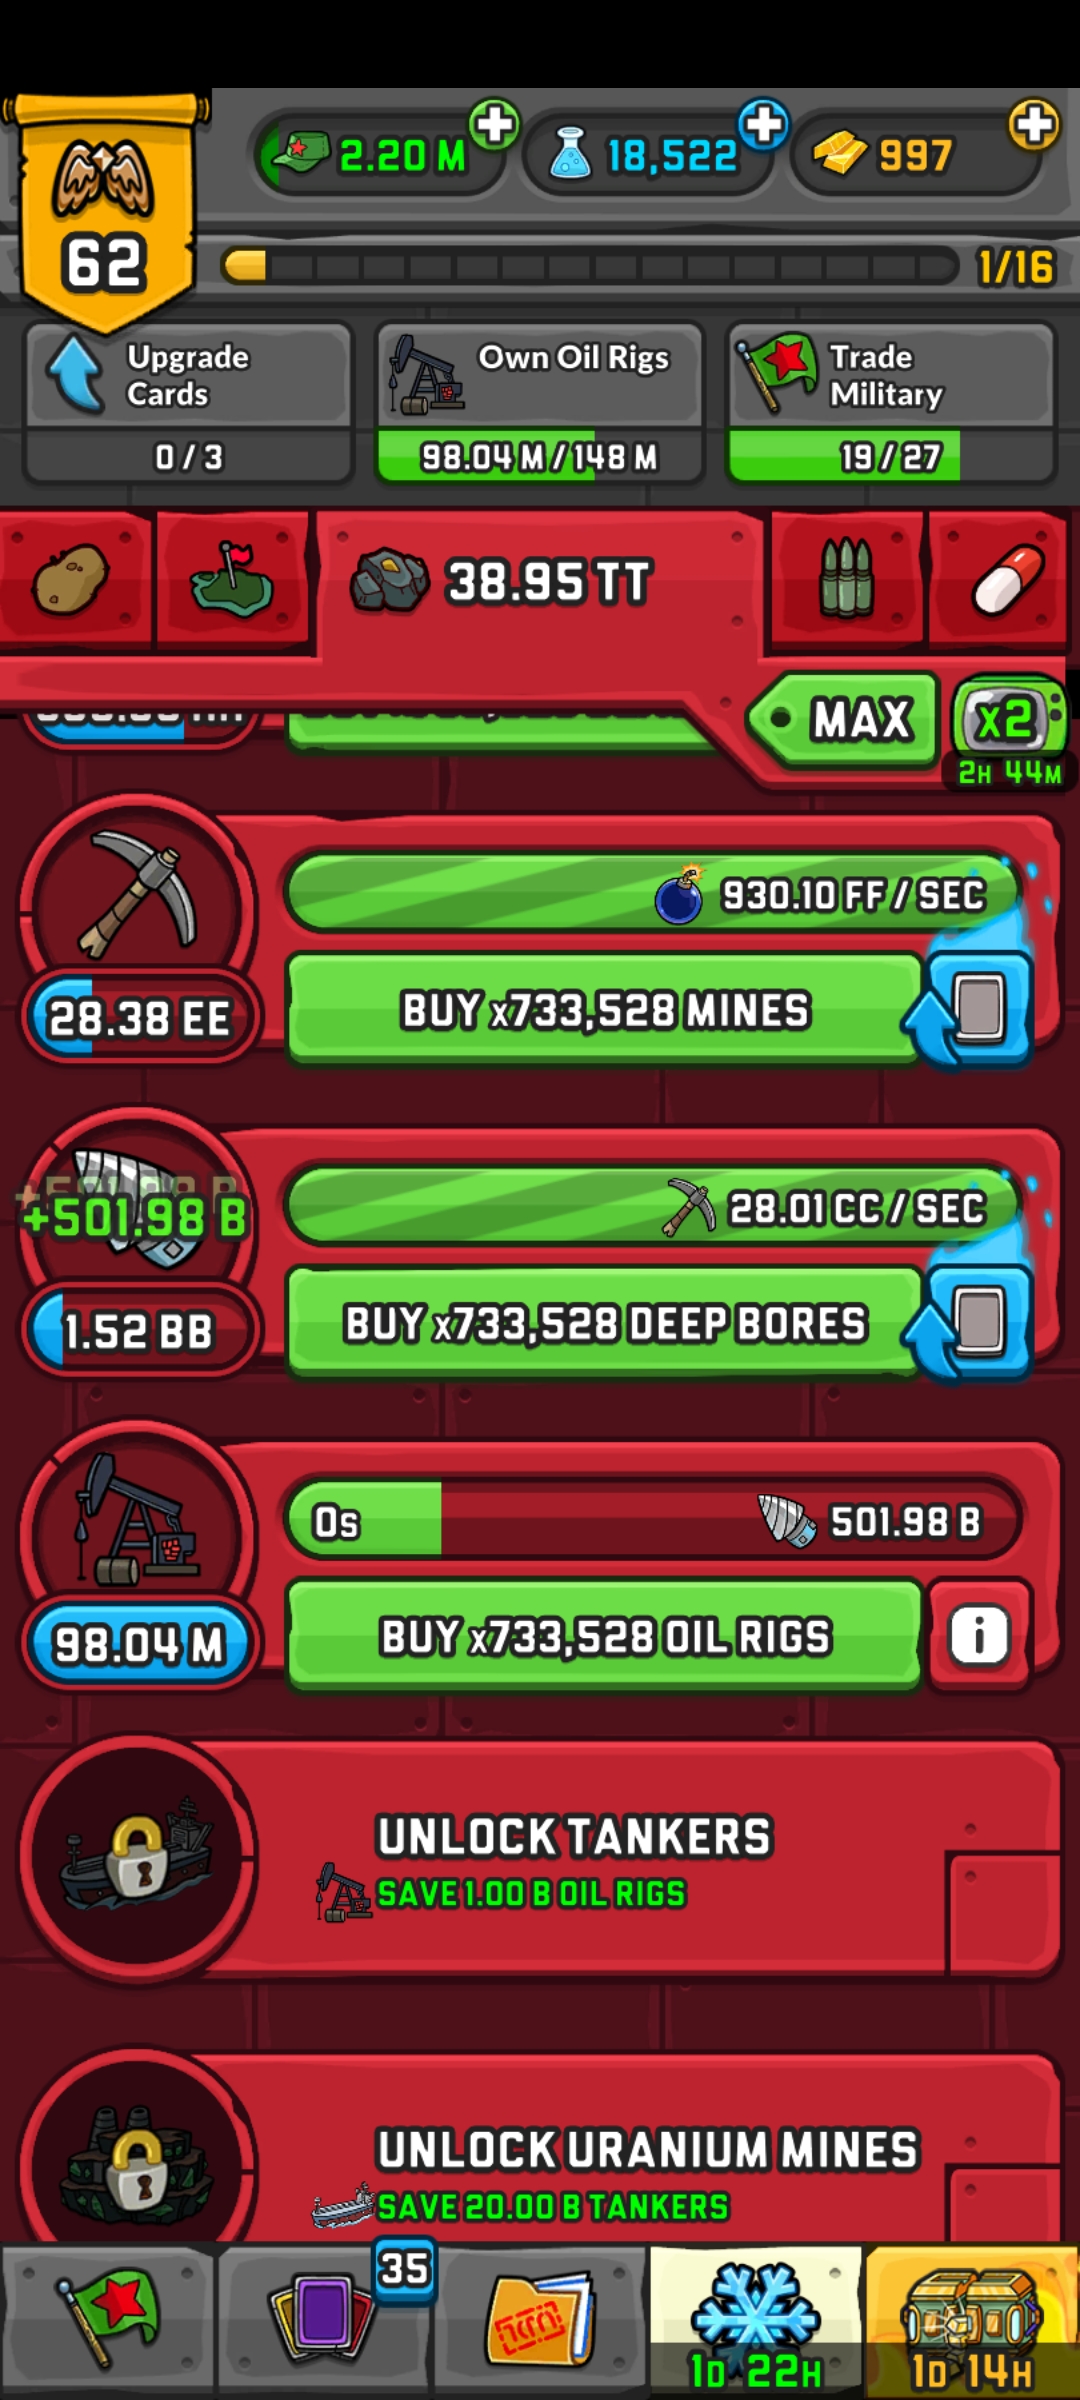 62
2.20 M
18,522
997
1/16
Upgrade
Cards
0 / 3
Own Oil Rigs
98.04 M / 148 M
Trade
Military
19 / 27
38.95 TT
MAX
x2
2H 44M
930.10 FF / SEC
28.38 EE
BUY x733,528 MINES
+501.98 B
28.01 CC / SEC
1.52 BB
BUY x733,528 DEEP BORES
0s
501.98 B
98.04 M
BUY x733,528 OIL RIGS
i
UNLOCK TANKERS
SAVE 1.00 B OIL RIGS
UNLOCK URANIUM MINES
SAVE 20.00 B TANKERS
35
1D 22H
1D 14H